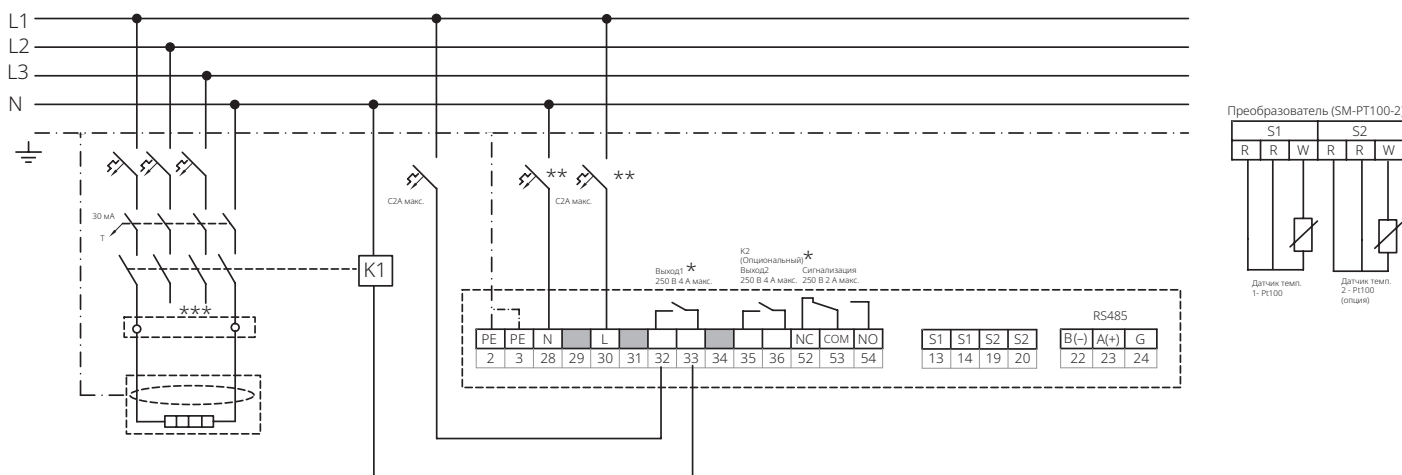 L1
L2
L3
N
Преобразователь (SM-PT100-2)
S1 S2
R R W R R W
Датчик темп.
1- Pt100
Датчик темп.
2 - Pt100
(опция)
**
**
C2A макс.
C2A макс.
30 мА
T
K1
***
Выход1 *
250 В 4 А макс.
K2
(Опциональный) *
Выход2
250 В 4 А макс.
Сигнализация
250 В 2 А макс.
RS485
PE PE N L NC COM NO
2 3 28 29 30 31 32 33 34 35 36 52 53 54
S1 S1 S2 S2
13 14 19 20
B(–) A(+) G
22 23 24